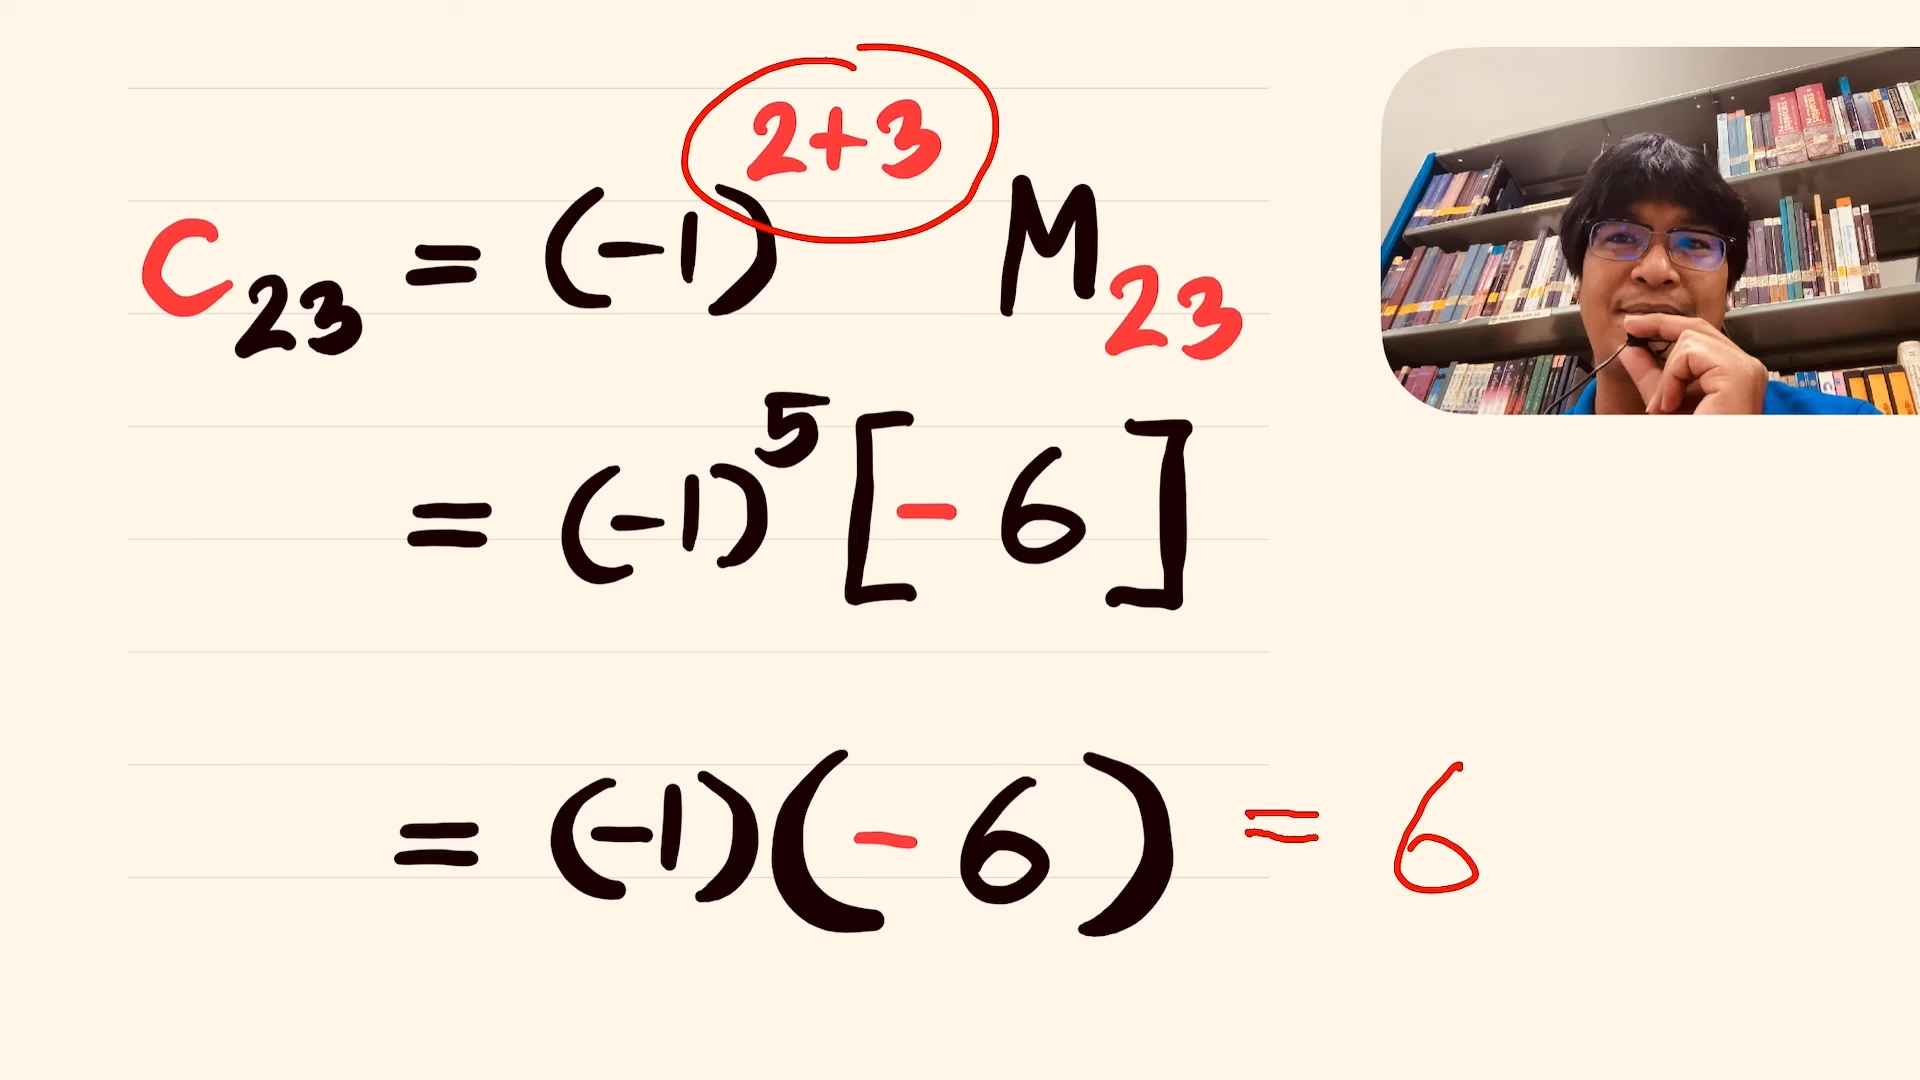 C₂₃ = (-1)²⁺³ M₂₃
= (-1)⁵ [-6]
= (-1)(-6) = 6